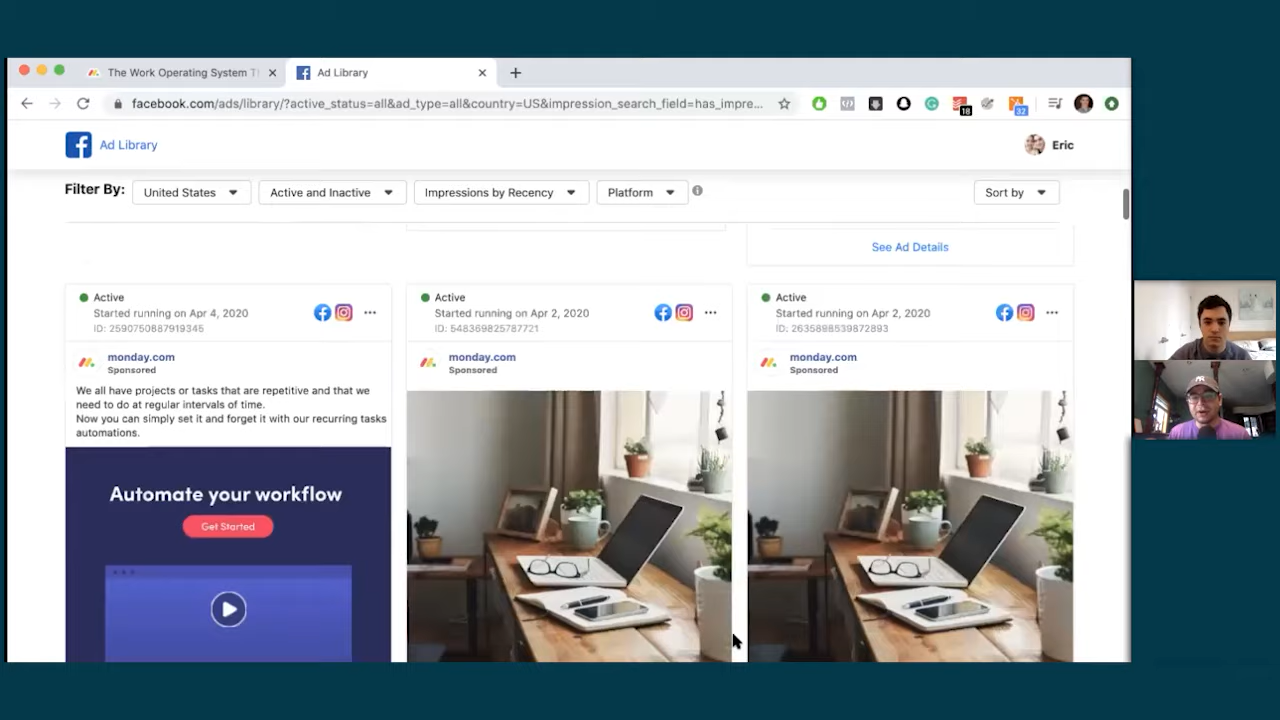 The Work Operating System T
Ad Library
facebook.com/ads/library/?active_status=all&ad_type=all&country=US&impression_search_field=has_impre...
18
32
Ad Library
Eric
Filter By:
United States
Active and Inactive
Impressions by Recency
Platform
Sort by
See Ad Details
Active
Started running on Apr 4, 2020
ID: 2590750887919345
monday.com
Sponsored
We all have projects or tasks that are repetitive and that we
need to do at regular intervals of time.
Now you can simply set it and forget it with our recurring tasks
automations.
Automate your workflow
Get Started
Active
Started running on Apr 2, 2020
ID: 548369825787721
monday.com
Sponsored
Active
Started running on Apr 2, 2020
ID: 2635898539872893
monday.com
Sponsored